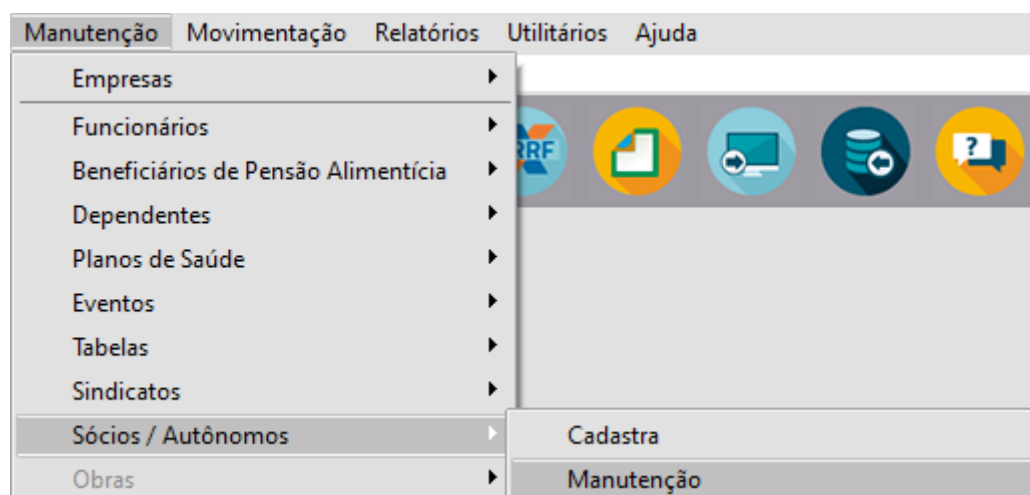 Manutenção Movimentação Relatórios Utilitários Ajuda
Empresas
Funcionários
Beneficiários de Pensão Alimentícia
Dependentes
Planos de Saúde
Eventos
Tabelas
Sindicatos
Sócios / Autônomos
Obras
Cadastra
Manutenção
RRF
?